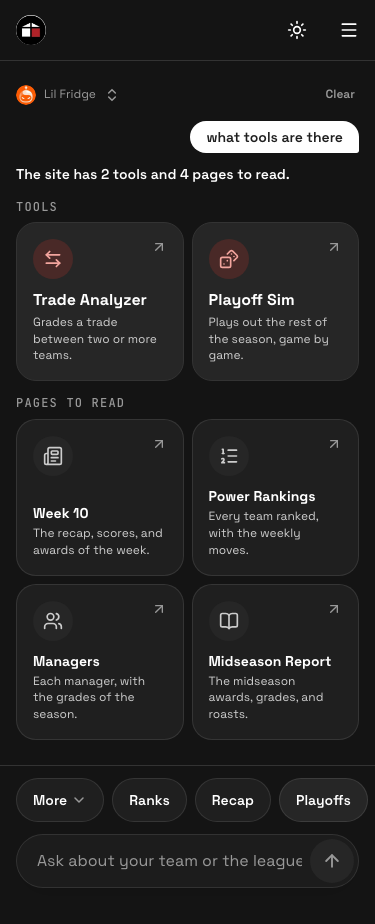 Lil Fridge
Clear
what tools are there
The site has 2 tools and 4 pages to read.
TOOLS
Trade Analyzer
Grades a trade
between two or more
teams.
Playoff Sim
Plays out the rest of
the season, game by
game.
PAGES TO READ
Week 10
The recap, scores, and
awards of the week.
Power Rankings
Every team ranked,
with the weekly
moves.
Managers
Each manager, with
the grades of the
season.
Midseason Report
The midseason
awards, grades, and
roasts.
More
Ranks
Recap
Playoffs
Ask about your team or the league